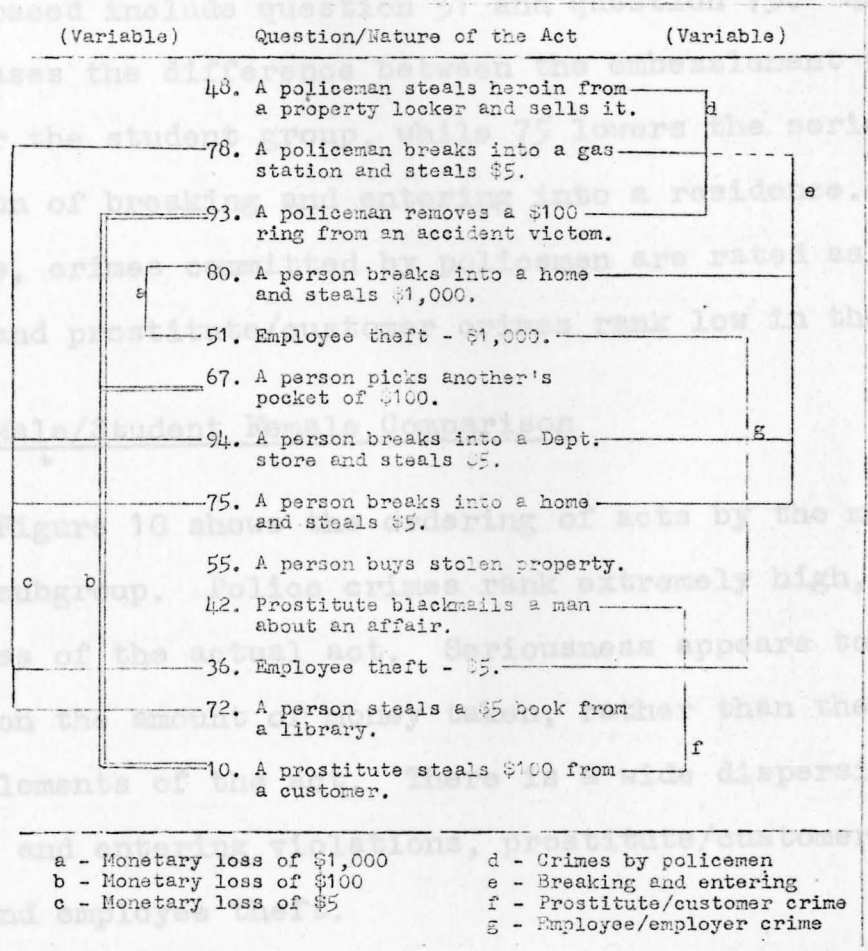 (Variable) Question/Nature of the Act (Variable)
48. A policeman steals heroin from
a property locker and sells it.
d
78. A policeman breaks into a gas
station and steals $5.
e
93. A policeman removes a $100
ring from an accident victom.
80. A person breaks into a home
and steals $1,000.
a
51. Employee theft - $1,000.
67. A person picks another's
pocket of $100.
g
94. A person breaks into a Dept.
store and steals $5.
75. A person breaks into a home
and steals $5.
55. A person buys stolen property.
c b
42. Prostitute blackmails a man
about an affair.
36. Employee theft - $5.
72. A person steals a $5 book from
a library.
f
10. A prostitute steals $100 from
a customer.
a - Monetary loss of $1,000
b - Monetary loss of $100
c - Monetary loss of $5
d - Crimes by policemen
e - Breaking and entering
f - Prostitute/customer crime
g - Employee/employer crime